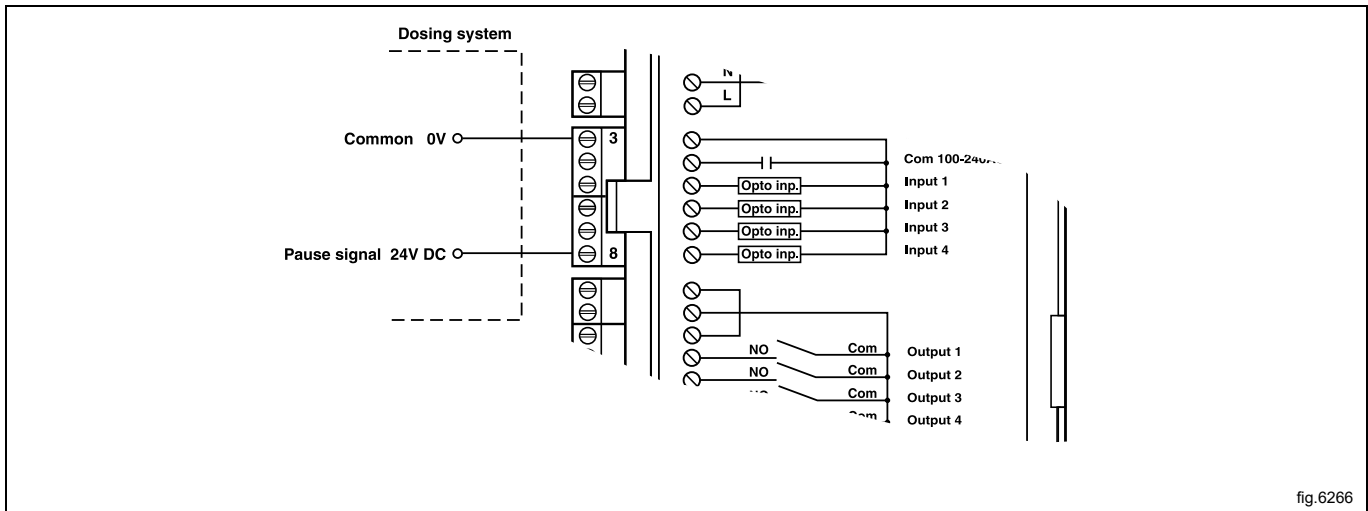 Dosing system
N
L
Common 0V
3
Com
Opto inp. Input 1
Opto inp. Input 2
Opto inp. Input 3
Pause signal 24V DC
8
Opto inp. Input 4
NO Com Output 1
NO Com Output 2
Com Output 3
Output 4
fig.6266